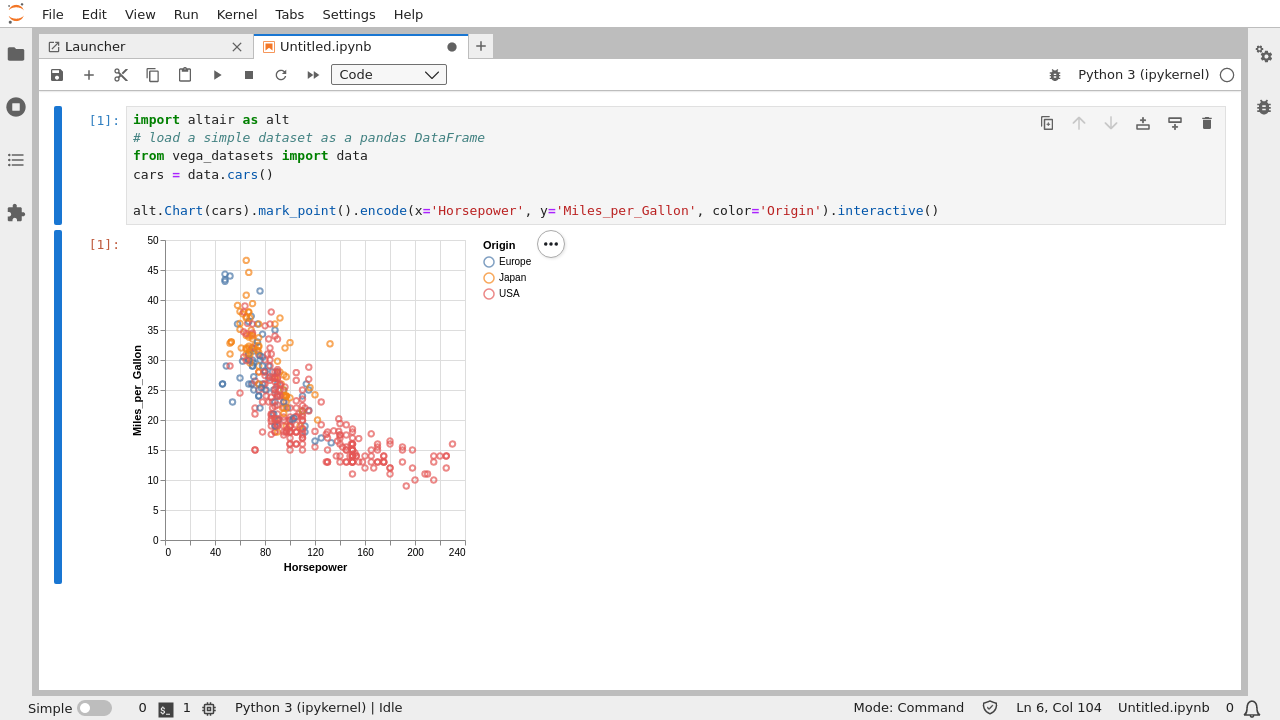 File Edit View Run Kernel Tabs Settings Help
Launcher
Untitled.ipynb
Code
Python 3 (ipykernel)
[1]:
import altair as alt
# load a simple dataset as a pandas DataFrame
from vega_datasets import data
cars = data.cars()
alt.Chart(cars).mark_point().encode(x='Horsepower', y='Miles_per_Gallon', color='Origin').interactive()
[1]:
50
45
40
35
30
25
20
15
10
5
0
Miles_per_Gallon
0 40 80 120 160 200 240
Horsepower
Origin
Europe
Japan
USA
Simple 0 $_ 1 Python 3 (ipykernel) | Idle Mode: Command Ln 6, Col 104 Untitled.ipynb 0